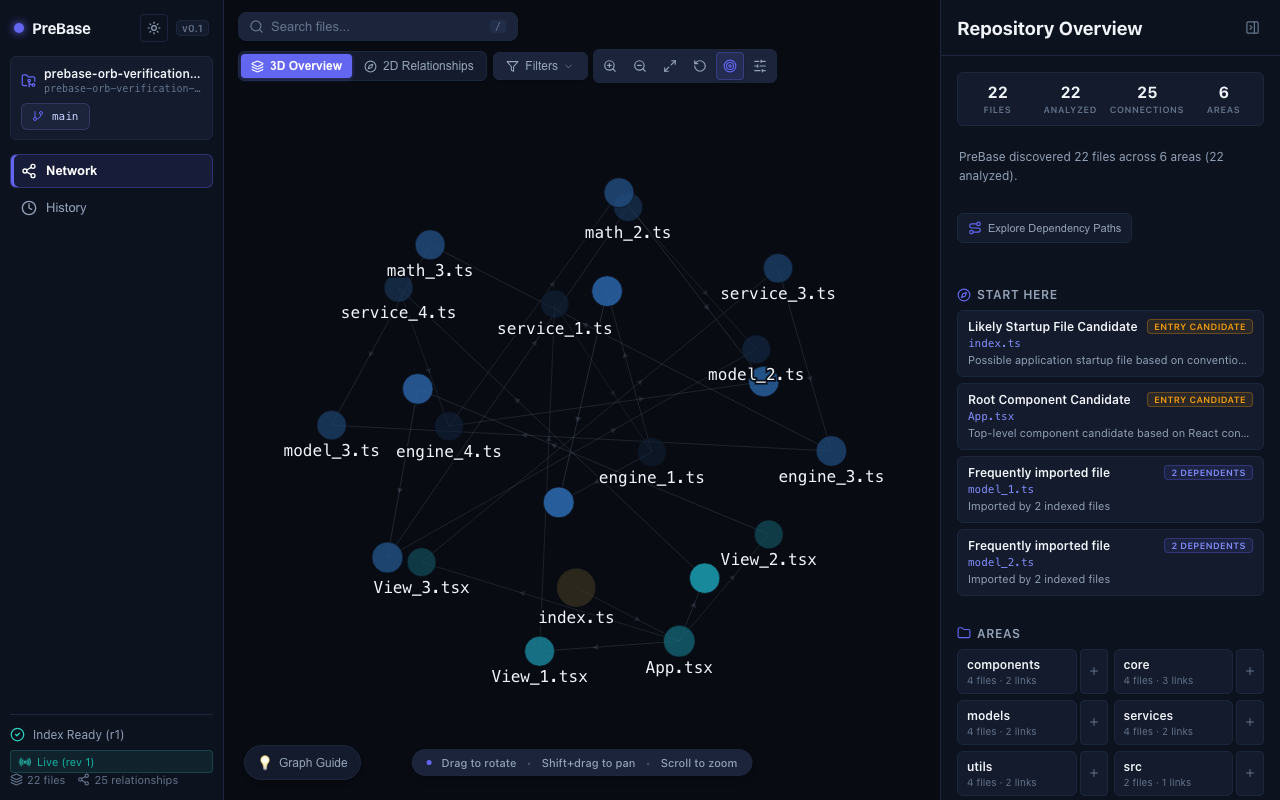 PreBase
v0.1
prebase-orb-verification...
prebase-orb-verification-…
main
Network
History
Index Ready (r1)
Live (rev 1)
22 files
25 relationships
Search files...
/
3D Overview
2D Relationships
Filters
math_2.ts
math_3.ts
service_3.ts
service_4.ts
service_1.ts
model_2.ts
model_3.ts
engine_4.ts
engine_1.ts
engine_3.ts
View_2.tsx
View_3.tsx
index.ts
View_1.tsx
App.tsx
Graph Guide
Drag to rotate · Shift+drag to pan · Scroll to zoom
Repository Overview
22 22 25 6
FILES ANALYZED CONNECTIONS AREAS
PreBase discovered 22 files across 6 areas (22
analyzed).
Explore Dependency Paths
START HERE
Likely Startup File Candidate ENTRY CANDIDATE
index.ts
Possible application startup file based on conventio...
Root Component Candidate ENTRY CANDIDATE
App.tsx
Top-level component candidate based on React con...
Frequently imported file 2 DEPENDENTS
model_1.ts
Imported by 2 indexed files
Frequently imported file 2 DEPENDENTS
model_2.ts
Imported by 2 indexed files
AREAS
components + core +
4 files · 2 links 4 files · 3 links
models + services +
4 files · 2 links 4 files · 2 links
utils + src +
4 files · 2 links 2 files · 1 links